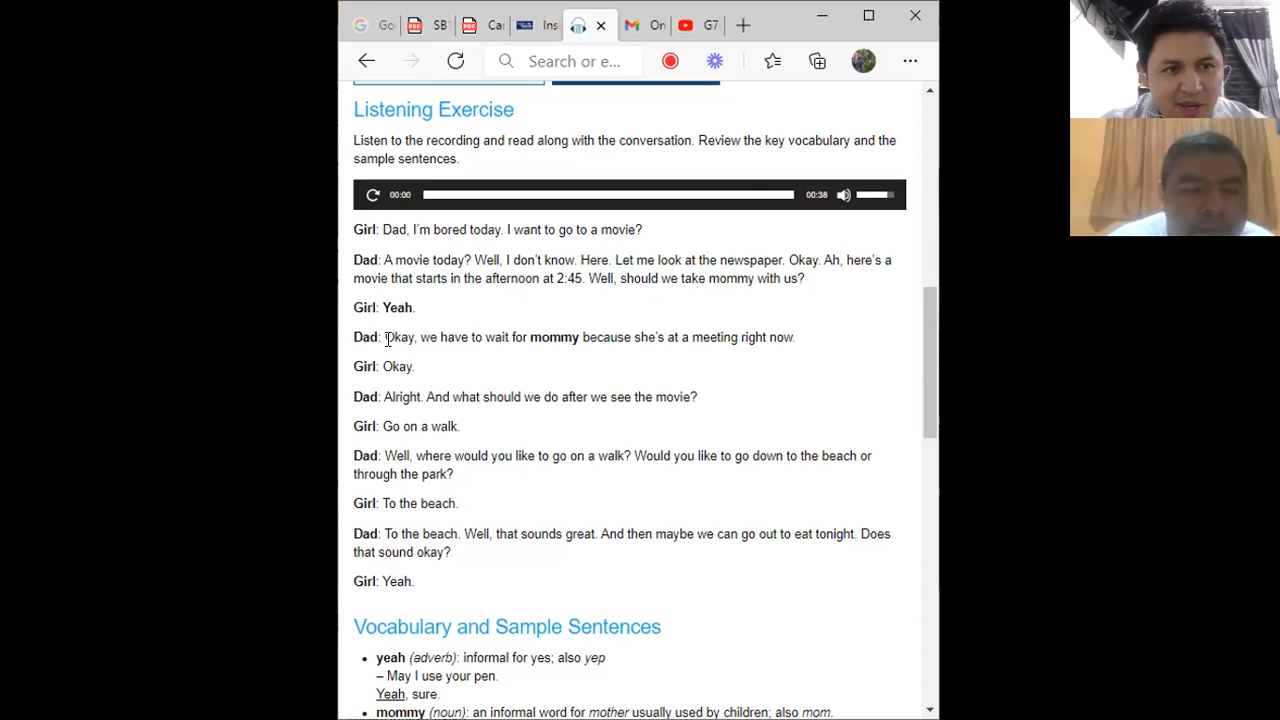 Go SB Car Ins On G7
Search or e...
Listening Exercise
Listen to the recording and read along with the conversation. Review the key vocabulary and the
sample sentences.
00:00 00:38
Girl: Dad, I'm bored today. I want to go to a movie?
Dad: A movie today? Well, I don't know. Here. Let me look at the newspaper. Okay. Ah, here's a
movie that starts in the afternoon at 2:45. Well, should we take mommy with us?
Girl: Yeah.
Dad: Okay, we have to wait for mommy because she's at a meeting right now.
Girl: Okay.
Dad: Alright. And what should we do after we see the movie?
Girl: Go on a walk.
Dad: Well, where would you like to go on a walk? Would you like to go down to the beach or
through the park?
Girl: To the beach.
Dad: To the beach. Well, that sounds great. And then maybe we can go out to eat tonight. Does
that sound okay?
Girl: Yeah.
Vocabulary and Sample Sentences
• yeah (adverb): informal for yes; also yep
– May I use your pen.
Yeah, sure.
• mommy (noun): an informal word for mother usually used by children; also mom.